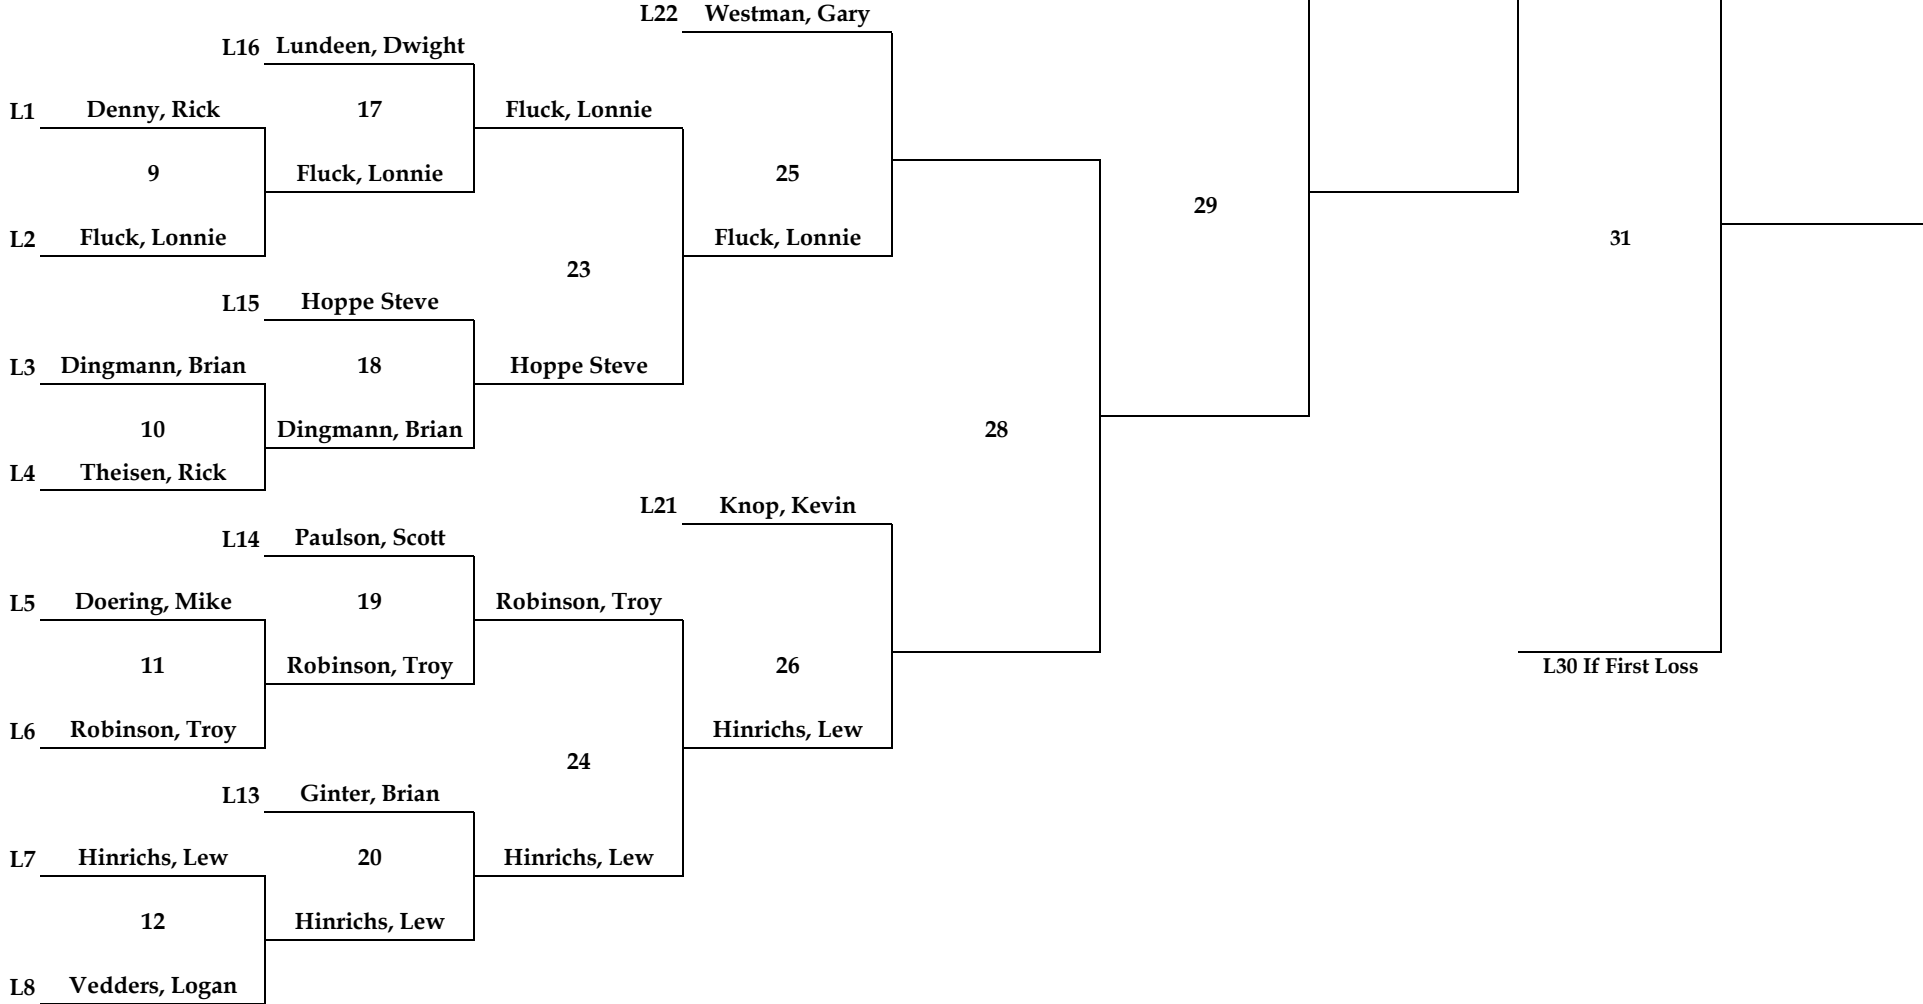 L22 Westman, Gary
L16 Lundeen, Dwight
L1 Denny, Rick 17 Fluck, Lonnie
9 Fluck, Lonnie 25
29
L2 Fluck, Lonnie Fluck, Lonnie 31
23
L15 Hoppe Steve
L3 Dingmann, Brian 18 Hoppe Steve
10 Dingmann, Brian 28
L4 Theisen, Rick
L21 Knop, Kevin
L14 Paulson, Scott
L5 Doering, Mike 19 Robinson, Troy
11 Robinson, Troy 26 L30 If First Loss
L6 Robinson, Troy Hinrichs, Lew
24
L13 Ginter, Brian
L7 Hinrichs, Lew 20 Hinrichs, Lew
12 Hinrichs, Lew
L8 Vedders, Logan